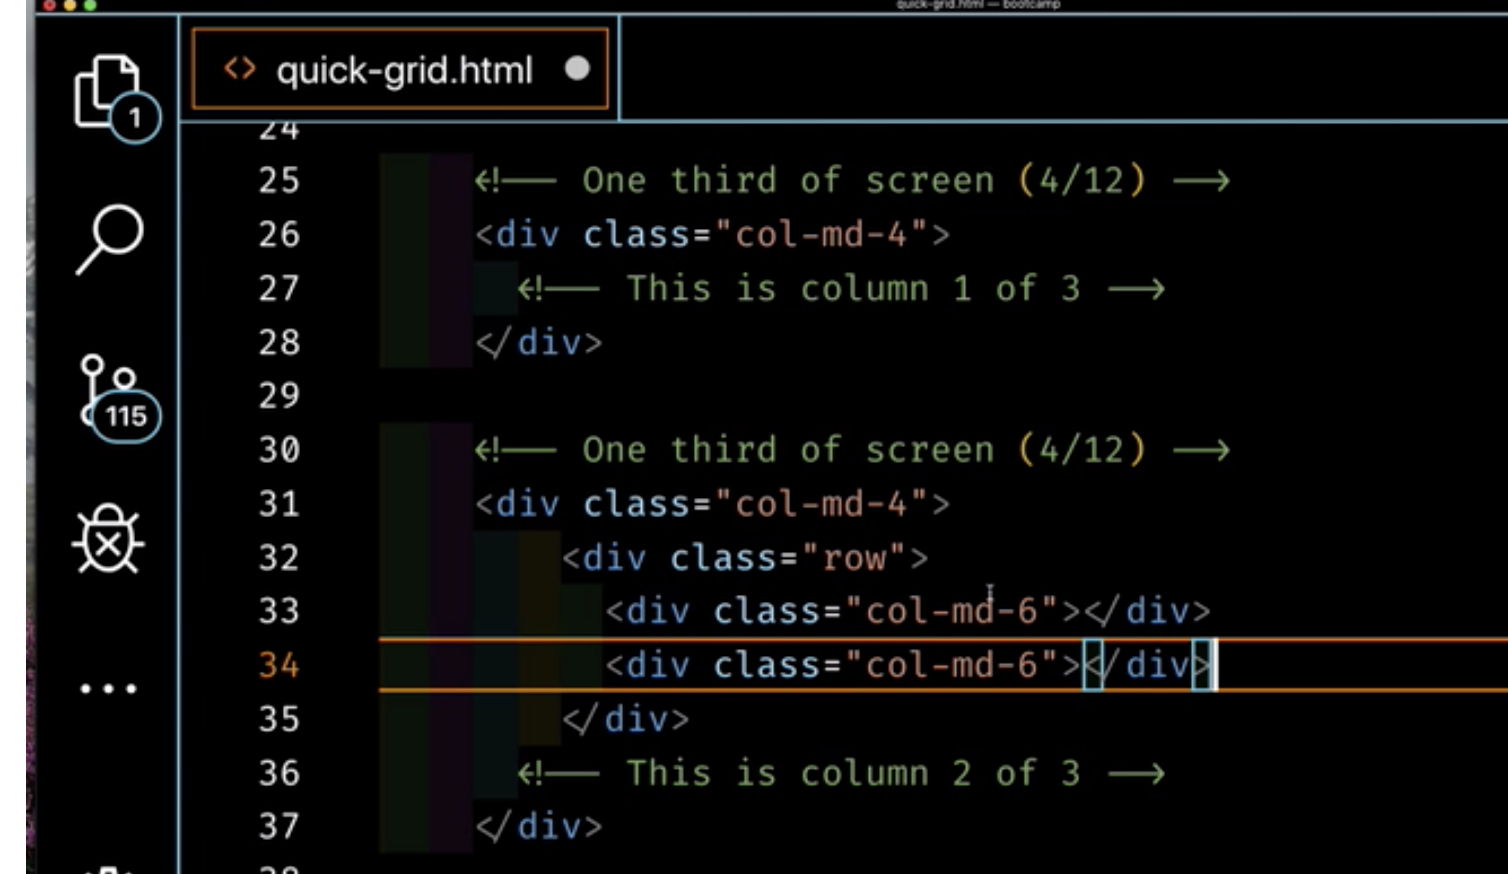 quick-grid.html — bootcamp
<> quick-grid.html
1
115
24
25 <!-- One third of screen (4/12) -->
26 <div class="col-md-4">
27 <!-- This is column 1 of 3 -->
28 </div>
29
30 <!-- One third of screen (4/12) -->
31 <div class="col-md-4">
32 <div class="row">
33 <div class="col-md-6"></div>
34 <div class="col-md-6"></div>
35 </div>
36 <!-- This is column 2 of 3 -->
37 </div>
38